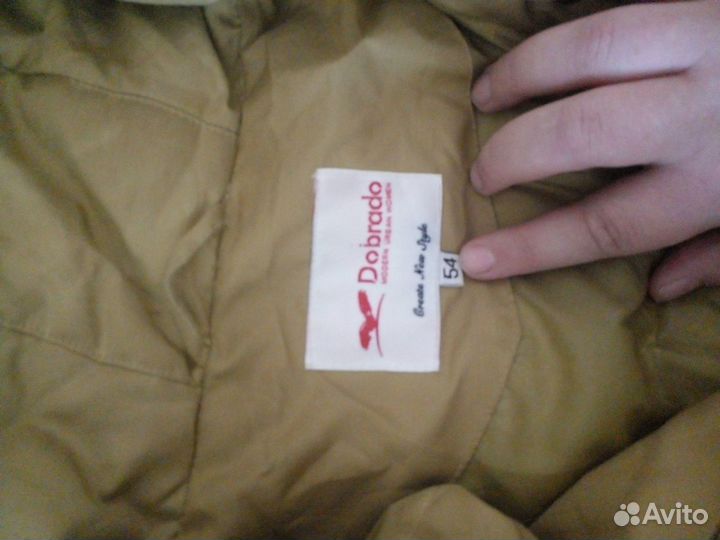 Dobrado
MODERN URBAN WOMEN
Create New Style
54
Avito